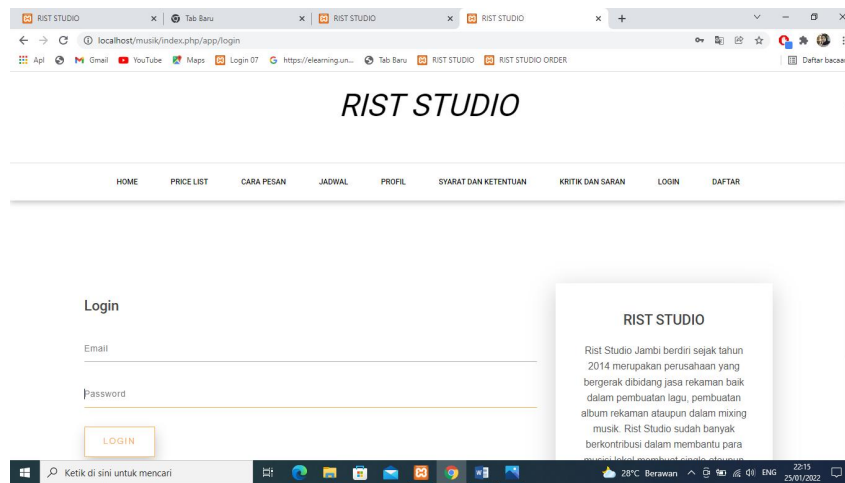 RIST STUDIO
Tab Baru
RIST STUDIO
RIST STUDIO
localhost/musik/index.php/app/login
Apl
Gmail
YouTube
Maps
Login 07
https://elearning.un...
Tab Baru
RIST STUDIO
RIST STUDIO ORDER
Daftar bacaa
RIST STUDIO
HOME
PRICE LIST
CARA PESAN
JADWAL
PROFIL
SYARAT DAN KETENTUAN
KRITIK DAN SARAN
LOGIN
DAFTAR
Login
Email
Password
LOGIN
RIST STUDIO
Rist Studio Jambi berdiri sejak tahun
2014 merupakan perusahaan yang
bergerak dibidang jasa rekaman baik
dalam pembuatan lagu, pembuatan
album rekaman ataupun dalam mixing
musik. Rist Studio sudah banyak
berkontribusi dalam membantu para
musisi lokal membuat single ataupun
Ketik di sini untuk mencari
28°C Berawan
ENG
22:15
25/01/2022